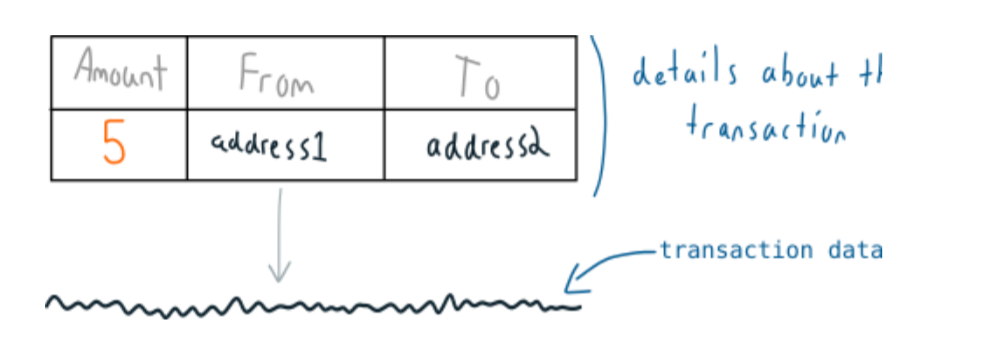 Amount From To
5 address1 address2
details about th
transaction
transaction data